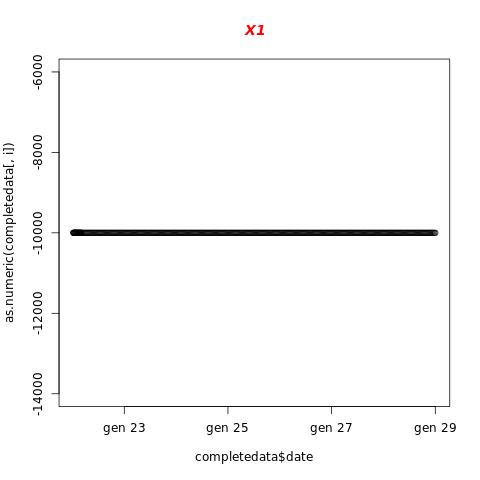 X1
as.numeric(completedata[, i])
-6000
-8000
-10000
-12000
-14000
gen 23
gen 25
gen 27
gen 29
completedata$date